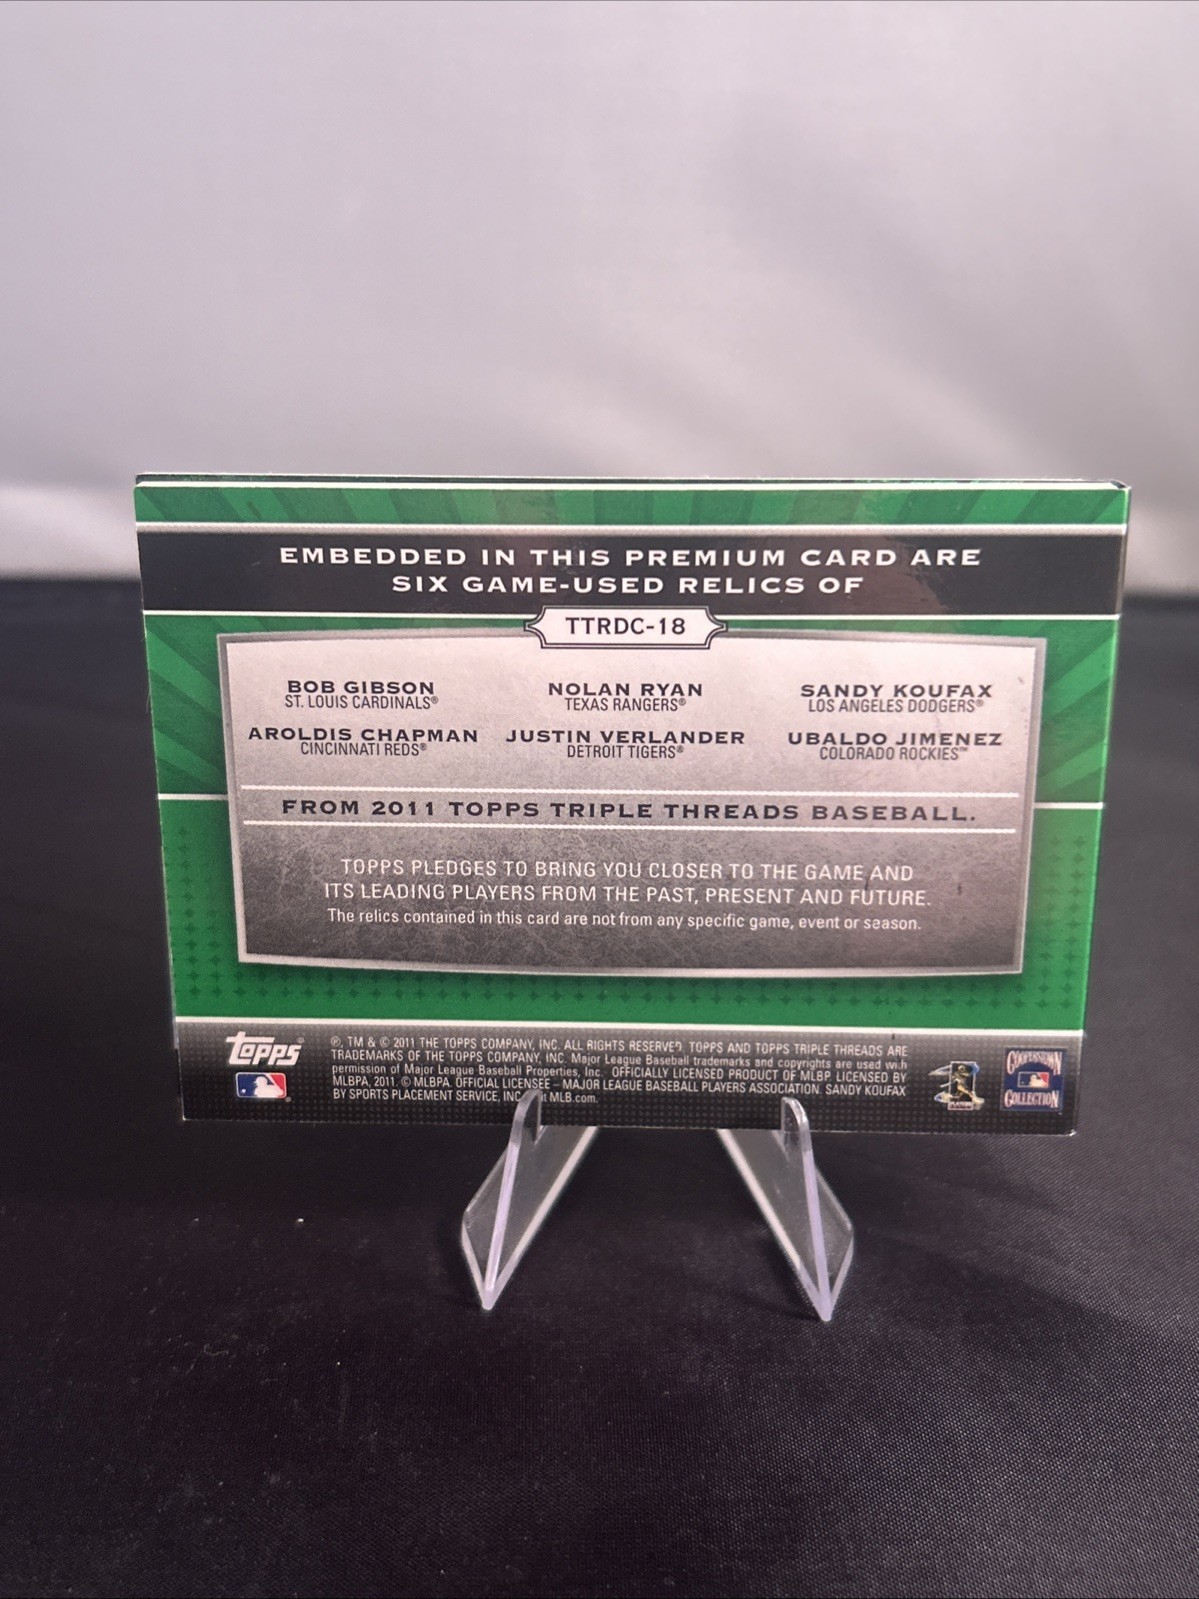 EMBEDDED IN THIS PREMIUM CARD ARE
SIX GAME-USED RELICS OF
TTRDC-18
BOB GIBSON NOLAN RYAN SANDY KOUFAX
ST. LOUIS CARDINALS® TEXAS RANGERS® LOS ANGELES DODGERS®
AROLDIS CHAPMAN JUSTIN VERLANDER UBALDO JIMENEZ
CINCINNATI REDS® DETROIT TIGERS® COLORADO ROCKIES™
FROM 2011 TOPPS TRIPLE THREADS BASEBALL.
TOPPS PLEDGES TO BRING YOU CLOSER TO THE GAME AND
ITS LEADING PLAYERS FROM THE PAST, PRESENT AND FUTURE.
The relics contained in this card are not from any specific game, event or season.
topps®
®, TM & © 2011 THE TOPPS COMPANY, INC. ALL RIGHTS RESERVED. TOPPS AND TOPPS TRIPLE THREADS ARE
TRADEMARKS OF THE TOPPS COMPANY, INC. Major League Baseball trademarks and copyrights are used with
permission of Major League Baseball Properties, Inc. OFFICIALLY LICENSED PRODUCT OF MLBP LICENSED BY
MLBPA, 2011. © MLBPA. OFFICIAL LICENSEE – MAJOR LEAGUE BASEBALL PLAYERS ASSOCIATION. SANDY KOUFAX
BY SPORTS PLACEMENT SERVICE, INC. MLB.com.
COOPERSTOWN
COLLECTION